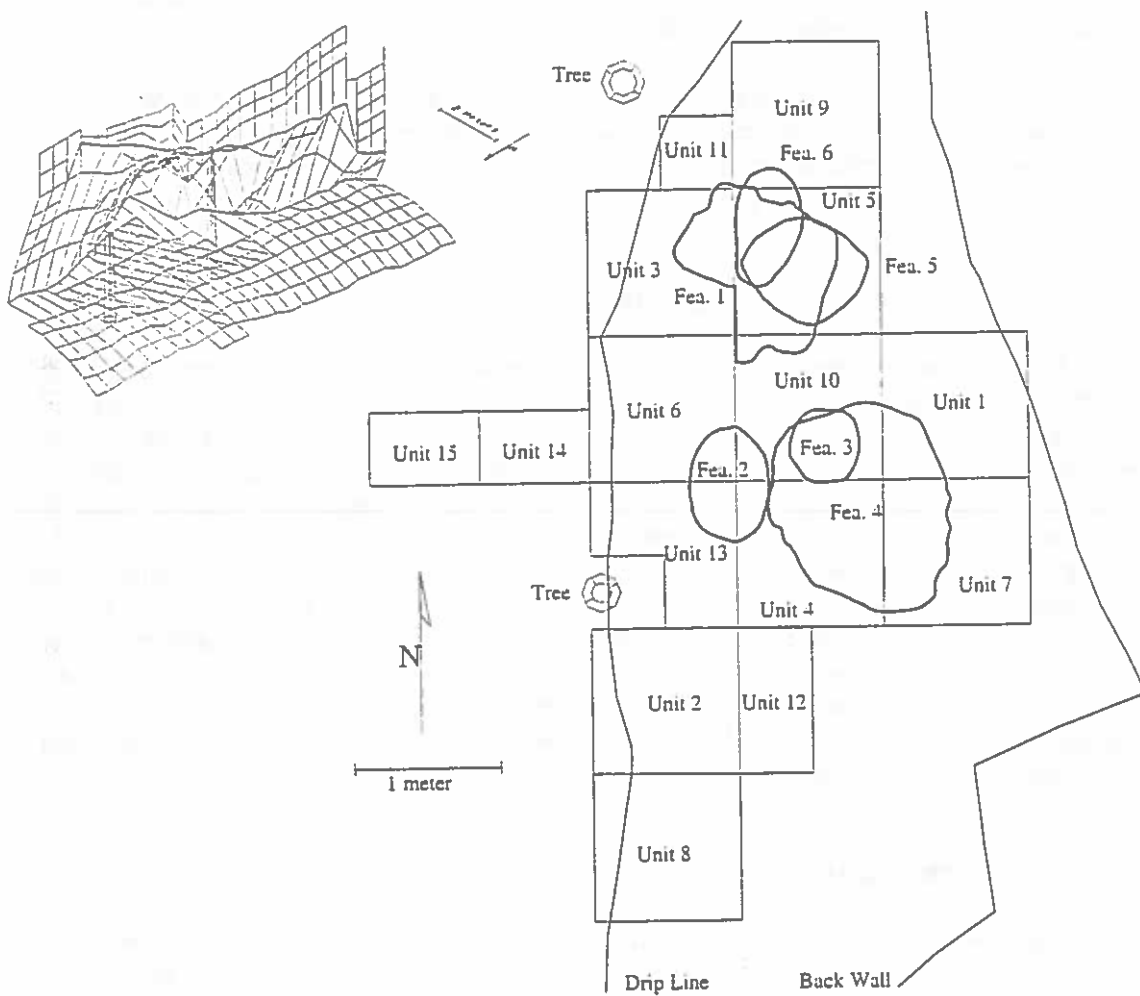 Tree
Unit 9
Unit 11
Fea. 6
Unit 5
Unit 3
Fea. 5
Fea. 1
Unit 10
Unit 6
Unit 1
Unit 15
Unit 14
Fea. 2
Fea. 3
Fea. 4
Unit 13
Tree
Unit 7
Unit 4
N
Unit 2
Unit 12
1 meter
Unit 8
Drip Line
Back Wall